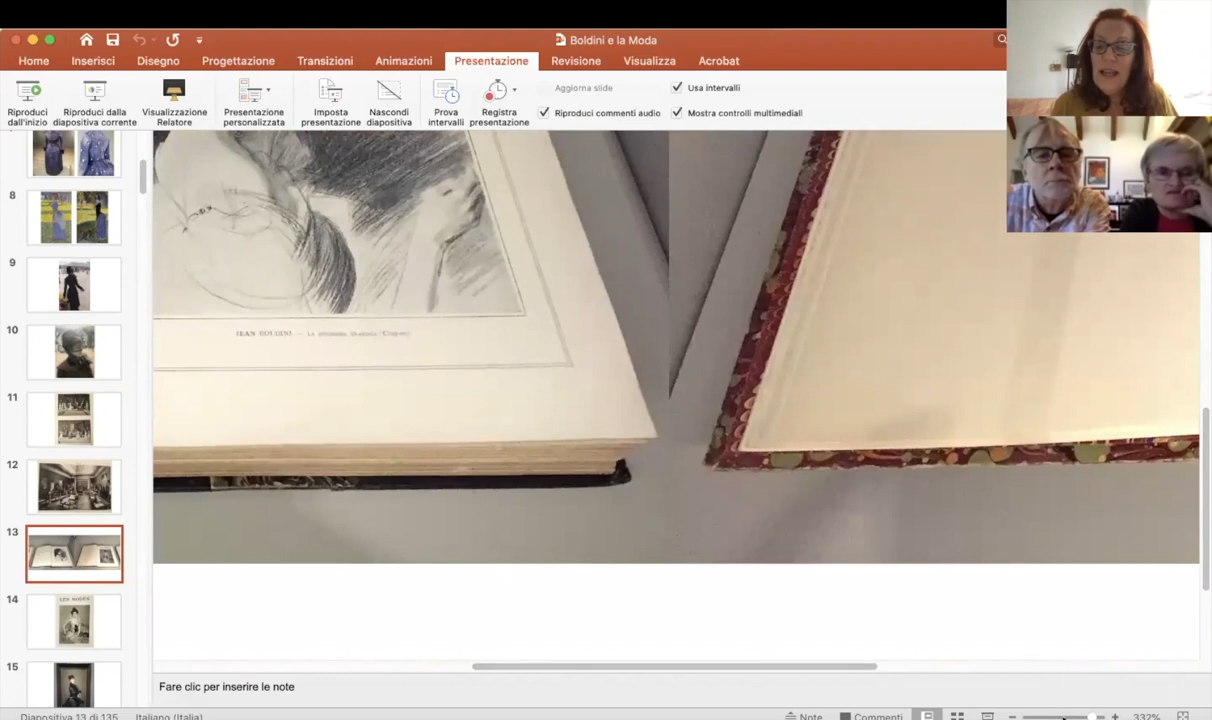 Boldini e la Moda
Home Inserisci Disegno Progettazione Transizioni Animazioni Presentazione Revisione Visualizza Acrobat
Riproduci dall'inizio
Riproduci dalla diapositiva corrente
Visualizzazione Relatore
Presentazione personalizzata
Imposta presentazione
Nascondi diapositiva
Prova intervalli
Registra presentazione
Aggiorna slide
Usa intervalli
Riproduci commenti audio
Mostra controlli multimediali
8
9
10
11
12
13
14
LES MODES
15
JEAN BOLDINI
Fare clic per inserire le note
Diapositiva 13 di 135
Italiano (Italia)
Note
Commenti
332%